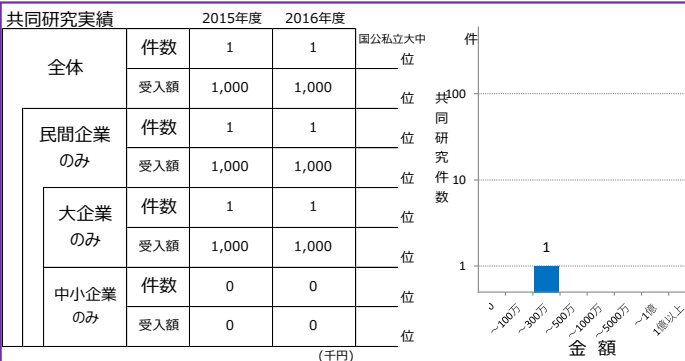 共同研究実績 2015年度 2016年度
国公私立大中
全体 件数 1 1 位
受入額 1,000 1,000 位
民間企業のみ 件数 1 1 位
受入額 1,000 1,000 位
大企業のみ 件数 1 1 位
受入額 1,000 1,000 位
中小企業のみ 件数 0 0 位
受入額 0 0 位
(千円)
件
共同研究件数
100
10
1
1
0 ～100万 ～300万 ～500万 ～1000万 ～5000万 ～1億 1億以上
金 額